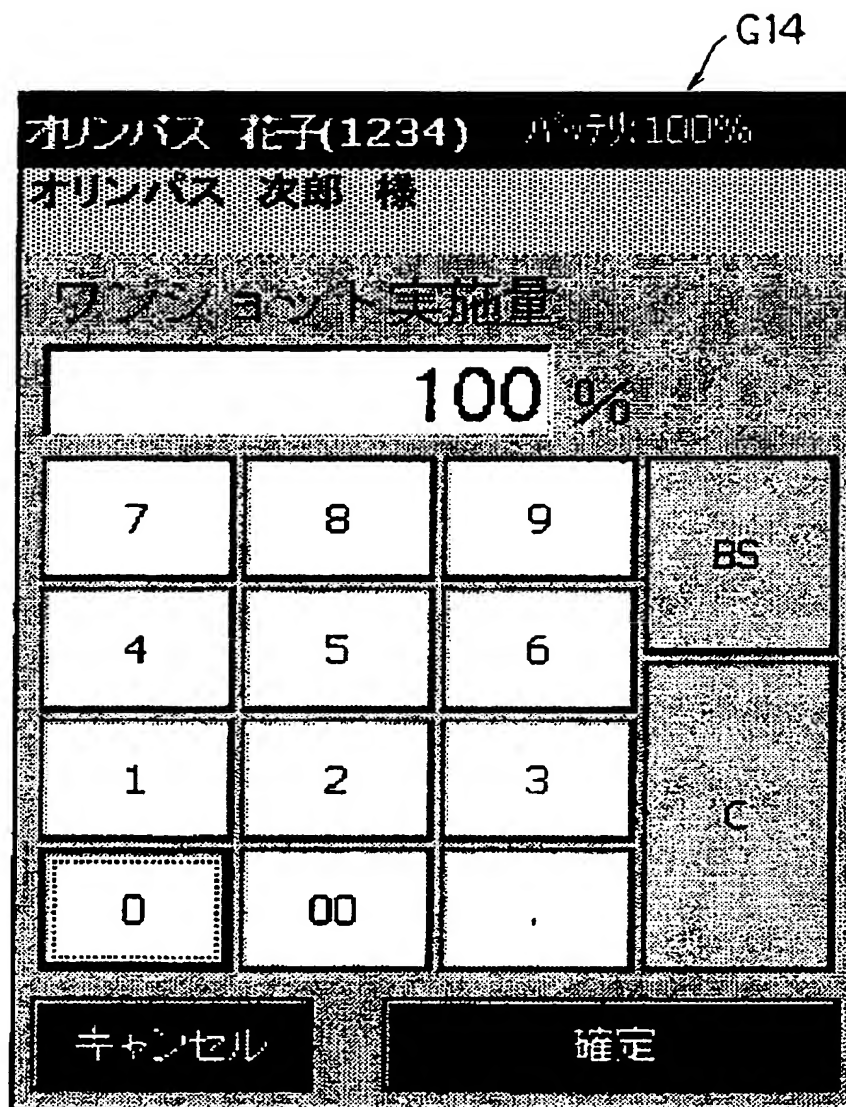 G14
オリンパス 花子(1234) バッテリ:100%
オリンパス 次郎 様
ワンショット実施量
100 %
7 8 9 BS
4 5 6
1 2 3 C
0 00 .
キャンセル 確定